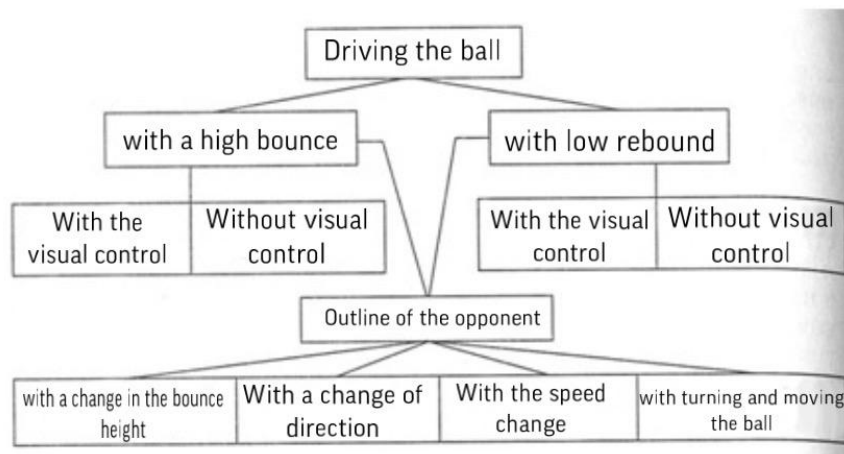 Driving the ball
with a high bounce
with low rebound
With the
visual control
Without visual
control
With the visual
control
Without visual
control
Outline of the opponent
with a change in the bounce
height
With a change of
direction
With the speed
change
with turning and moving
the ball